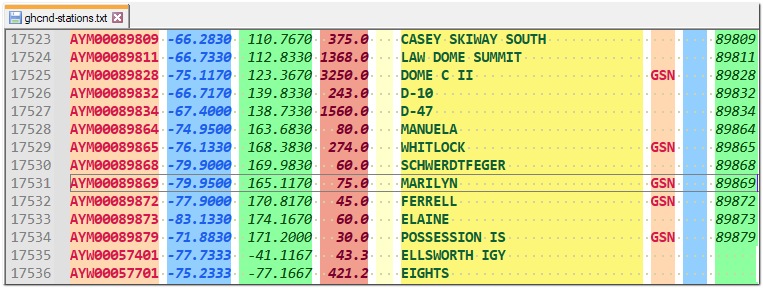 ghcnd-stations.txt
17523 AYM00089809 -66.2830 110.7670 375.0 CASEY SKIWAY SOUTH 89809
17524 AYM00089811 -66.7330 112.8330 1368.0 LAW DOME SUMMIT 89811
17525 AYM00089828 -75.1170 123.3670 3250.0 DOME C II GSN 89828
17526 AYM00089832 -66.7170 139.8330 243.0 D-10 89832
17527 AYM00089834 -67.4000 138.7330 1560.0 D-47 89834
17528 AYM00089864 -74.9500 163.6830 80.0 MANUELA 89864
17529 AYM00089865 -76.1330 168.3830 274.0 WHITLOCK GSN 89865
17530 AYM00089868 -79.9000 169.9830 60.0 SCHWERDTFEGER 89868
17531 AYM00089869 -79.9500 165.1170 75.0 MARILYN GSN 89869
17532 AYM00089872 -77.9000 170.8170 45.0 FERRELL GSN 89872
17533 AYM00089873 -83.1330 174.1670 60.0 ELAINE 89873
17534 AYM00089879 -71.8830 171.2000 30.0 POSSESSION IS GSN 89879
17535 AYW00057401 -77.7333 -41.1167 43.3 ELLSWORTH IGY
17536 AYW00057701 -75.2333 -77.1667 421.2 EIGHTS